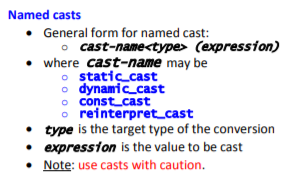 Named casts
• General form for named cast:
o cast-name<type> (expression)
• where cast-name may be
o static_cast
o dynamic_cast
o const_cast
o reinterpret_cast
• type is the target type of the conversion
• expression is the value to be cast
• Note: use casts with caution.